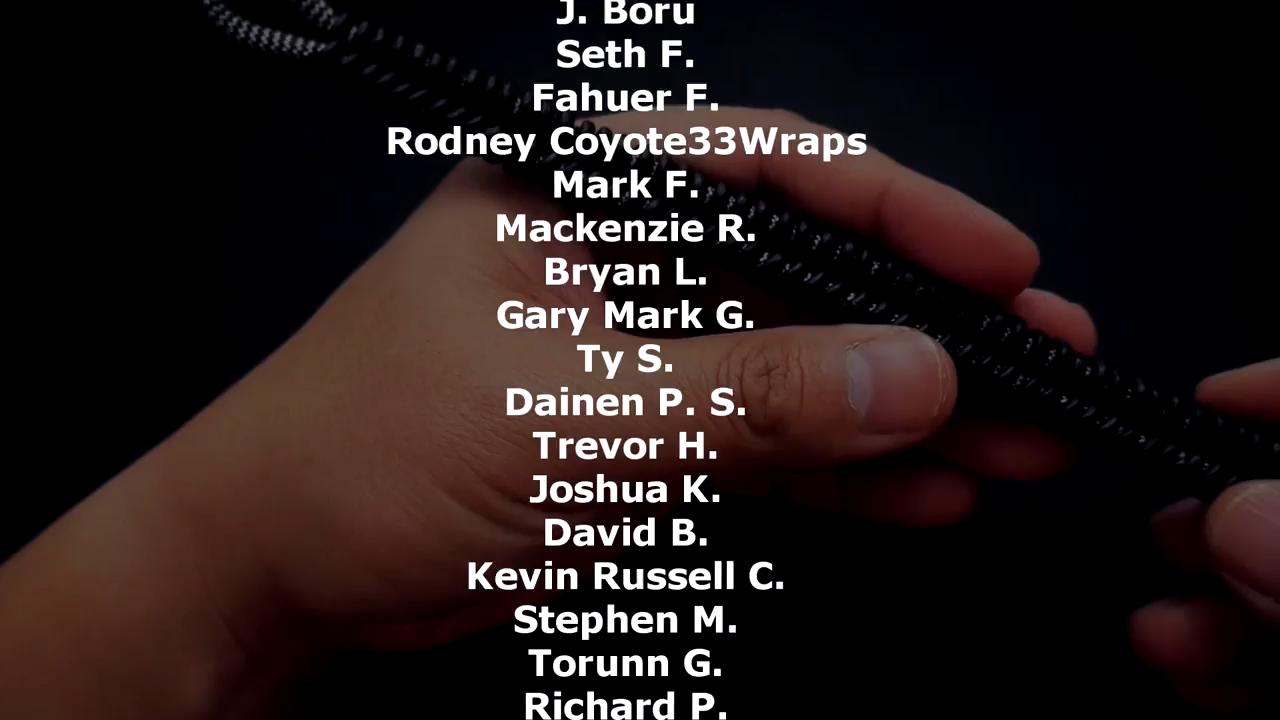 J. Boru
Seth F.
Fahuer F.
Rodney Coyote33Wraps
Mark F.
Mackenzie R.
Bryan L.
Gary Mark G.
Ty S.
Dainen P. S.
Trevor H.
Joshua K.
David B.
Kevin Russell C.
Stephen M.
Torunn G.
Richard P.